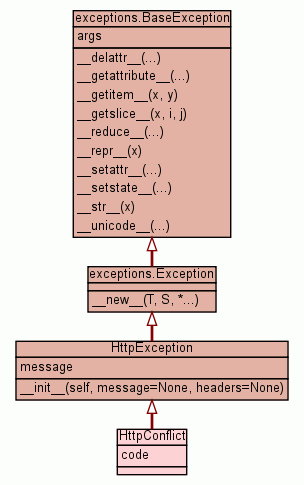 exceptions.BaseException
args
__delattr__(...)
__getattribute__(...)
__getitem__(x, y)
__getslice__(x, i, j)
__reduce__(...)
__repr__(x)
__setattr__(...)
__setstate__(...)
__str__(x)
__unicode__(...)
exceptions.Exception
__new__(T, S, *...)
HttpException
message
__init__(self, message=None, headers=None)
HttpConflict
code